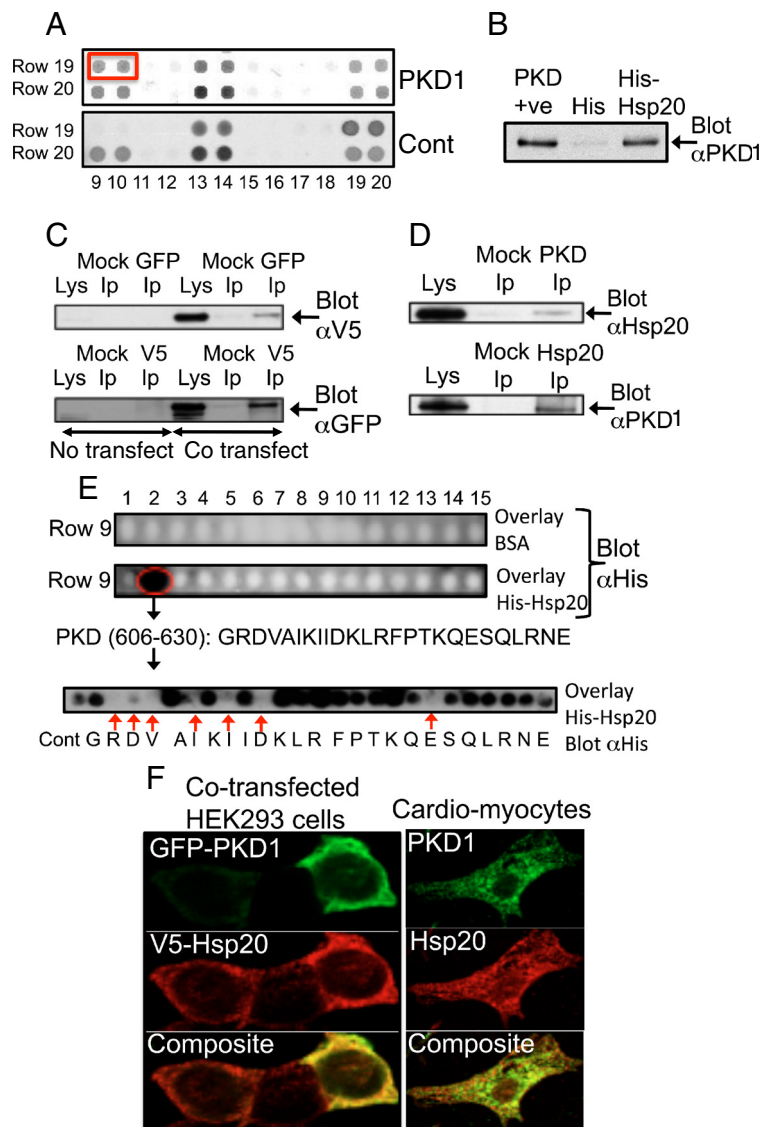 A
Row 19
Row 20
PKD1
Row 19
Row 20
Cont
9 10 11 12 13 14 15 16 17 18 19 20
B
PKD +ve
His
His-Hsp20
Blot
αPKD1
C
Mock GFP Mock GFP
Lys Ip Ip Lys Ip Ip
Blot
αV5
Mock V5 Mock V5
Lys Ip Ip Lys Ip Ip
Blot
αGFP
No transfect Co transfect
D
Mock PKD
Lys Ip Ip
Blot
αHsp20
Mock Hsp20
Lys Ip Ip
Blot
αPKD1
E
1 2 3 4 5 6 7 8 9 10 11 12 13 14 15
Row 9
Overlay
BSA
Row 9
Overlay
His-Hsp20
Blot
αHis
PKD (606-630): GRDVAIKIIDKLRFPTKQESQLRNE
Overlay
His-Hsp20
Blot αHis
Cont G R D V A I K I I D K L R F P T K Q E S Q L R N E
F
Co-transfected
HEK293 cells
GFP-PKD1
V5-Hsp20
Composite
Cardio-myocytes
PKD1
Hsp20
Composite